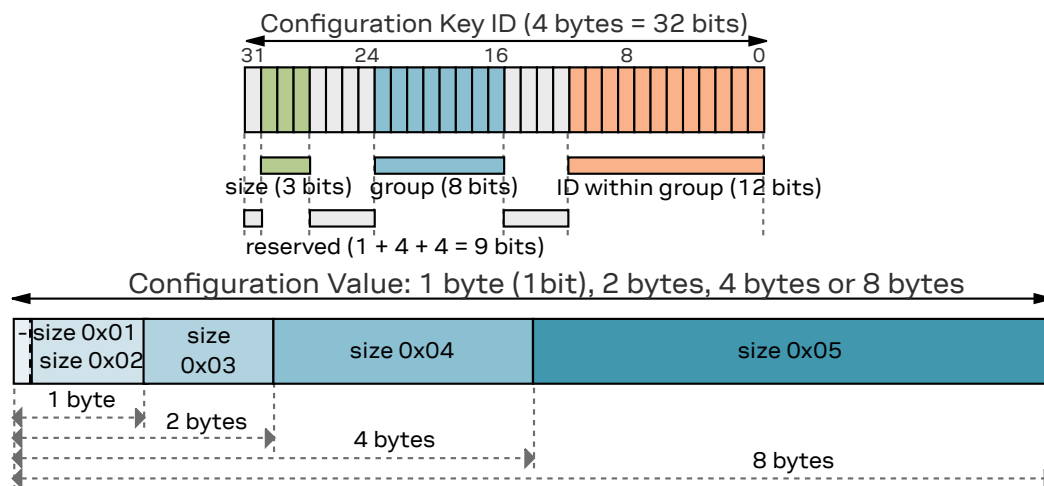 Configuration Key ID (4 bytes = 32 bits)
31 24 16 8 0
size (3 bits) group (8 bits) ID within group (12 bits)
reserved (1 + 4 + 4 = 9 bits)
Configuration Value: 1 byte (1bit), 2 bytes, 4 bytes or 8 bytes
- size 0x01 size size 0x04 size 0x05
size 0x02 0x03
1 byte
2 bytes
4 bytes
8 bytes